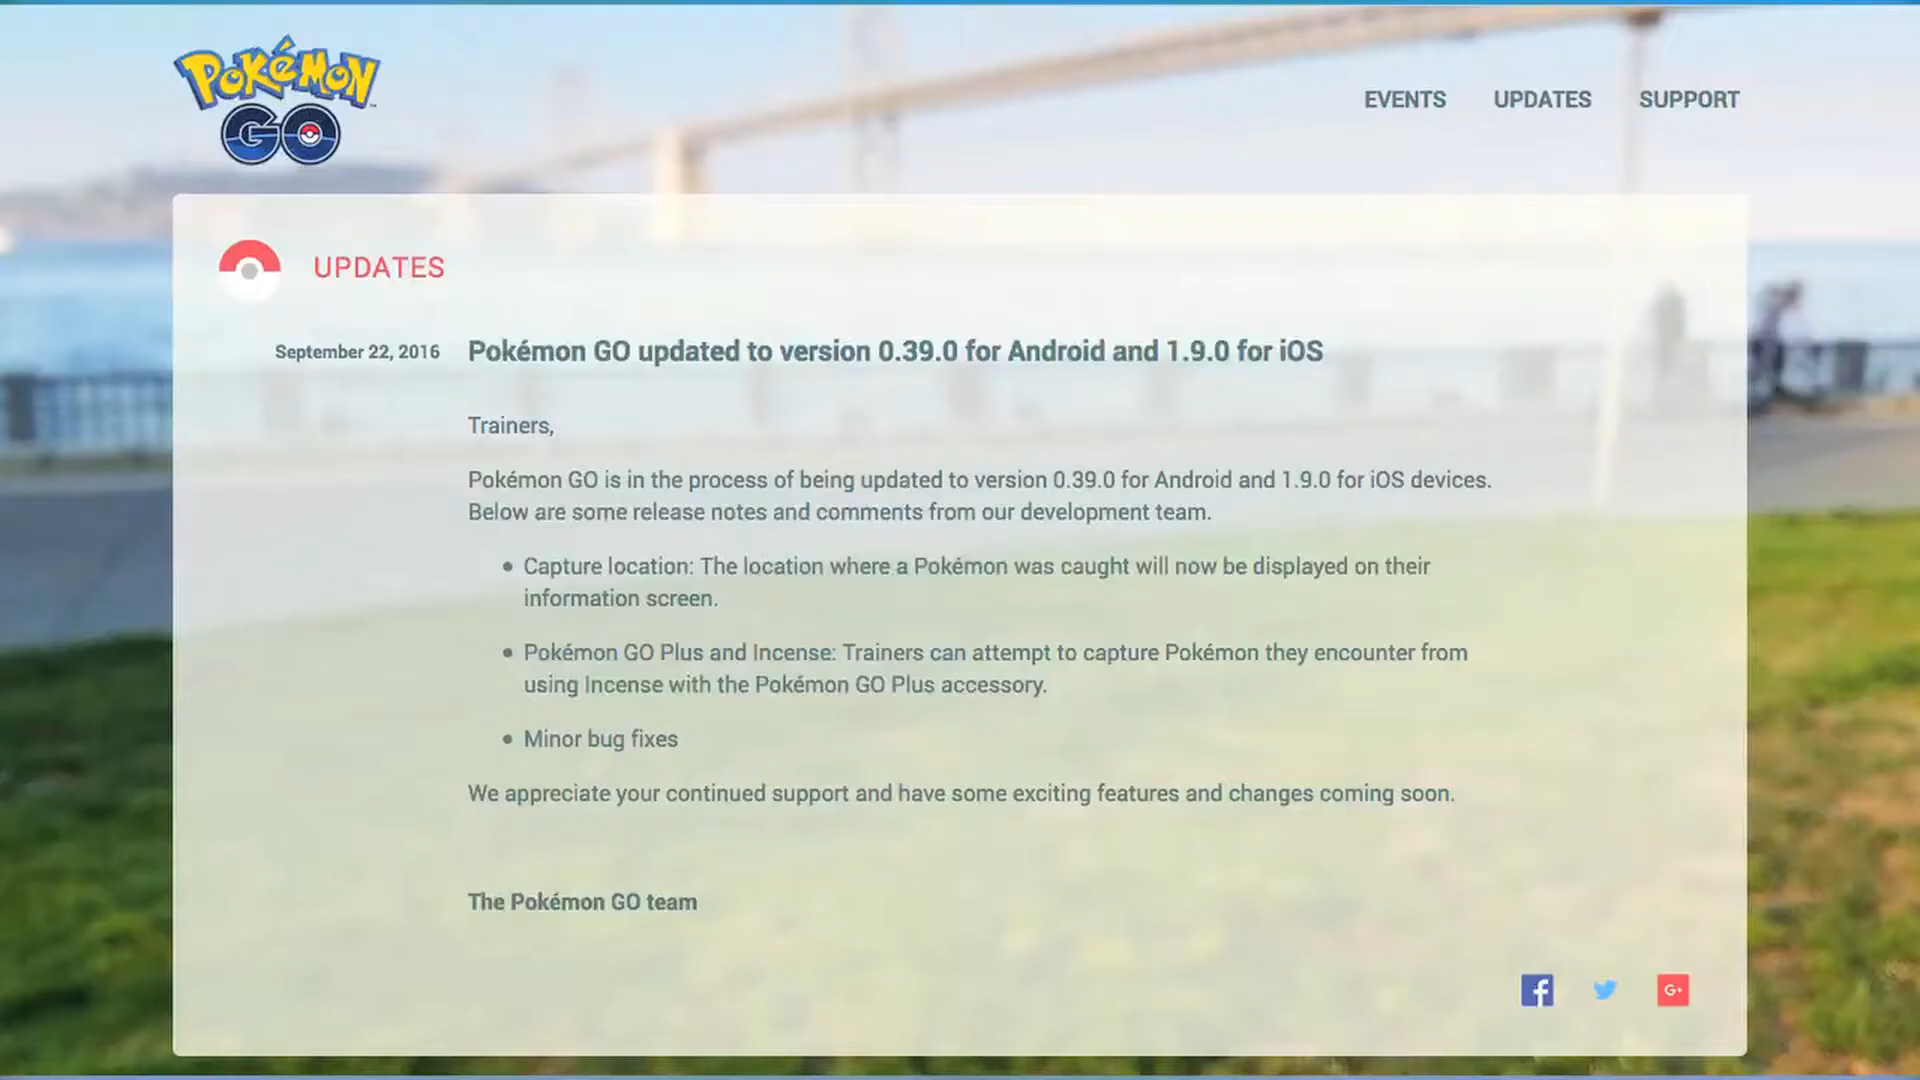 Pokémon GO
EVENTS UPDATES SUPPORT
UPDATES
September 22, 2016 Pokémon GO updated to version 0.39.0 for Android and 1.9.0 for iOS
Trainers,
Pokémon GO is in the process of being updated to version 0.39.0 for Android and 1.9.0 for iOS devices.
Below are some release notes and comments from our development team.
• Capture location: The location where a Pokémon was caught will now be displayed on their
information screen.
• Pokémon GO Plus and Incense: Trainers can attempt to capture Pokémon they encounter from
using Incense with the Pokémon GO Plus accessory.
• Minor bug fixes
We appreciate your continued support and have some exciting features and changes coming soon.
The Pokémon GO team
f G+